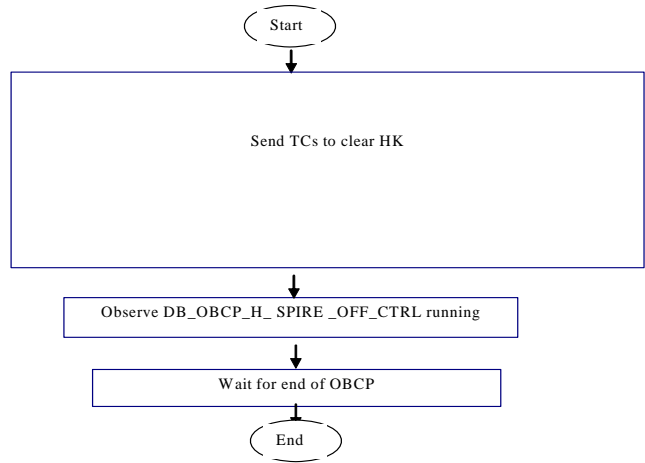 Start
Send TCs to clear HK
Observe DB_OBCP_H_ SPIRE _OFF_CTRL running
Wait for end of OBCP
End